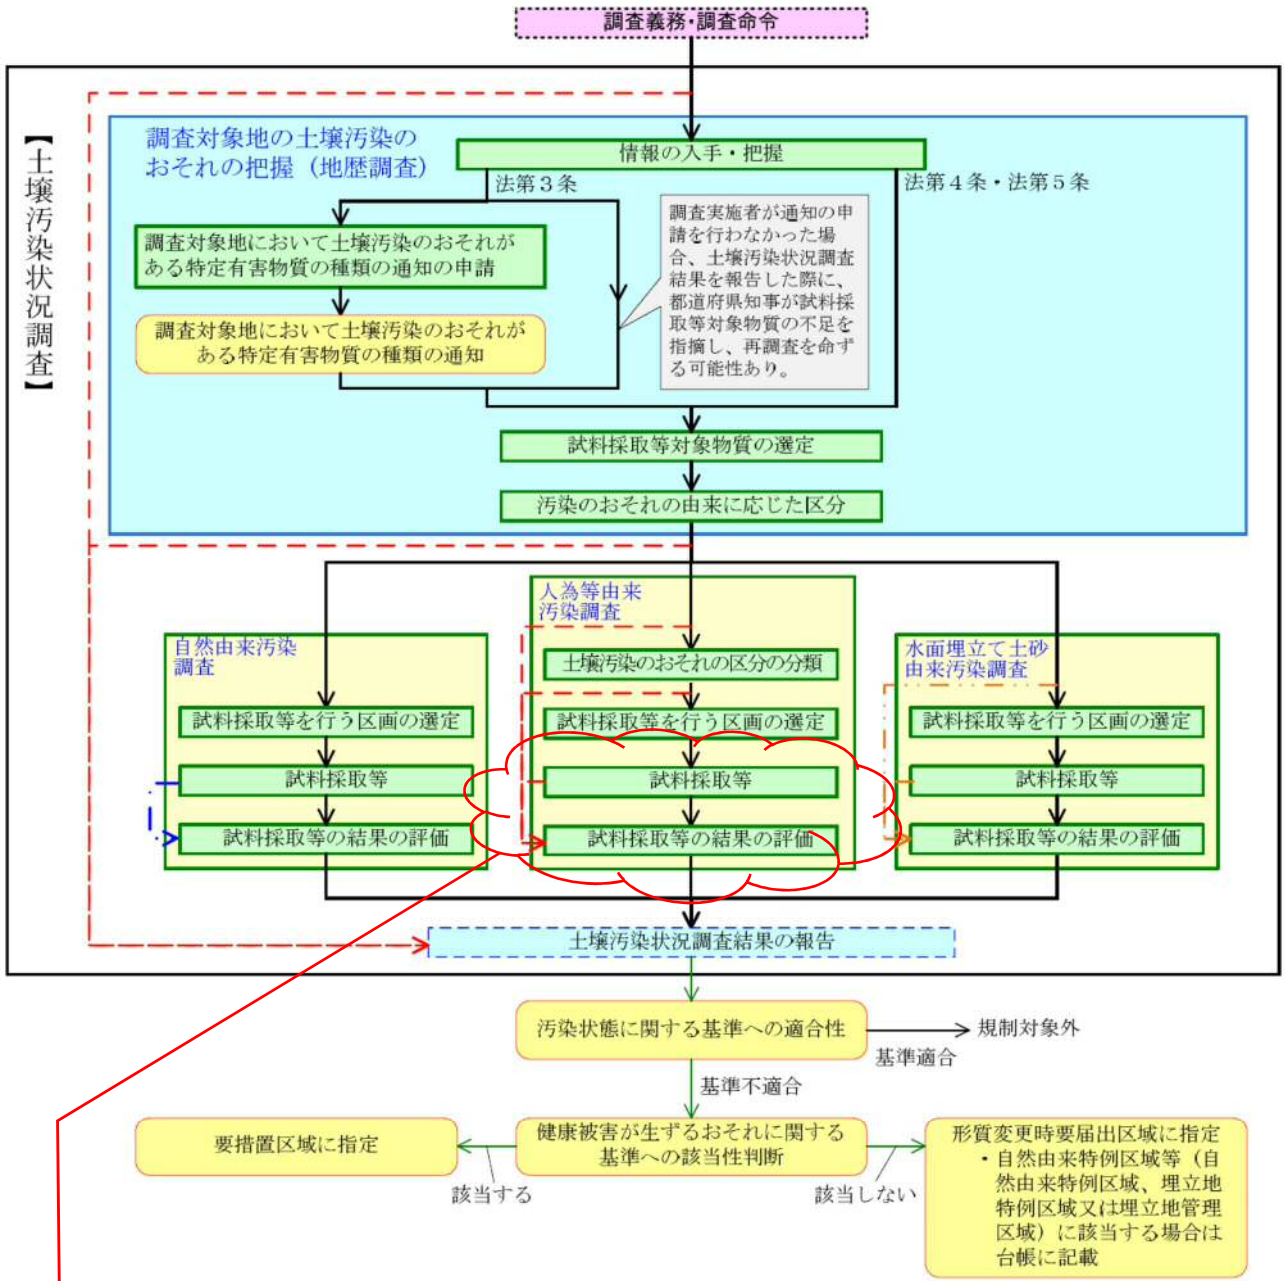 調査義務・調査命令
【土壌汚染状況調査】
調査対象地の土壌汚染の
おそれの把握（地歴調査）
情報の入手・把握
法第３条
法第４条・法第５条
調査対象地において土壌汚染のおそれが
ある特定有害物質の種類の通知の申請
調査実施者が通知の申
請を行わなかった場
合、土壌汚染状況調査
結果を報告した際に、
都道府県知事が試料採
取等対象物質の不足を
指摘し、再調査を命ず
る可能性あり。
調査対象地において土壌汚染のおそれが
ある特定有害物質の種類の通知
試料採取等対象物質の選定
汚染のおそれの由来に応じた区分
自然由来汚染
調査
試料採取等を行う区画の選定
試料採取等
試料採取等の結果の評価
人為等由来
汚染調査
土壌汚染のおそれの区分の分類
試料採取等を行う区画の選定
試料採取等
試料採取等の結果の評価
水面埋立て土砂
由来汚染調査
試料採取等を行う区画の選定
試料採取等
試料採取等の結果の評価
土壌汚染状況調査結果の報告
汚染状態に関する基準への適合性
規制対象外
基準適合
基準不適合
要措置区域に指定
健康被害が生ずるおそれに関する
基準への該当性判断
該当する
該当しない
形質変更時要届出区域に指定
・自然由来特例区域等（自
然由来特例区域、埋立地
特例区域又は埋立地管理
区域）に該当する場合は
台帳に記載